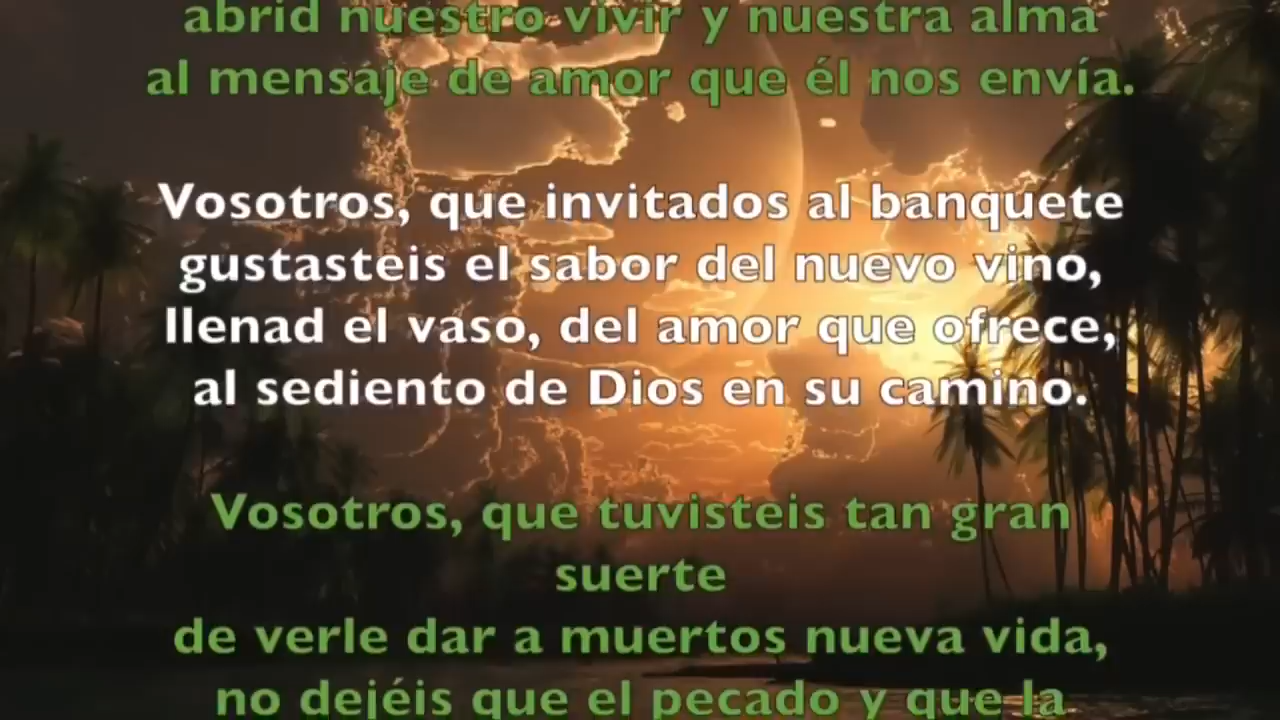 abrid nuestro vivir y nuestra alma
al mensaje de amor que él nos envía.
Vosotros, que invitados al banquete
gustasteis el sabor del nuevo vino,
llenad el vaso, del amor que ofrece,
al sediento de Dios en su camino.
Vosotros, que tuvisteis tan gran
suerte
de verle dar a muertos nueva vida,
no dejéis que el pecado y que la